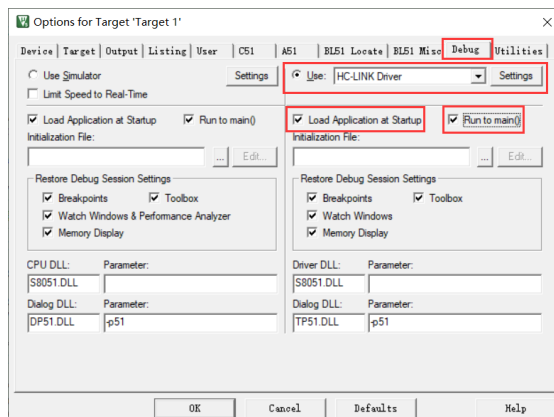 Options for Target 'Target 1'
Device Target Output Listing User C51 A51 BL51 Locate BL51 Misc Debug Utilities
Use Simulator Settings Use: HC-LINK Driver Settings
Limit Speed to Real-Time
Load Application at Startup Run to main() Load Application at Startup Run to main()
Initialization File: Initialization File:
... Edit... ... Edit...
Restore Debug Session Settings Restore Debug Session Settings
Breakpoints Toolbox Breakpoints Toolbox
Watch Windows & Performance Analyzer Watch Windows
Memory Display Memory Display
CPU DLL: Parameter: Driver DLL: Parameter:
S8051.DLL S8051.DLL
Dialog DLL: Parameter: Dialog DLL: Parameter:
DP51.DLL -p51 TP51.DLL -p51
OK Cancel Defaults Help